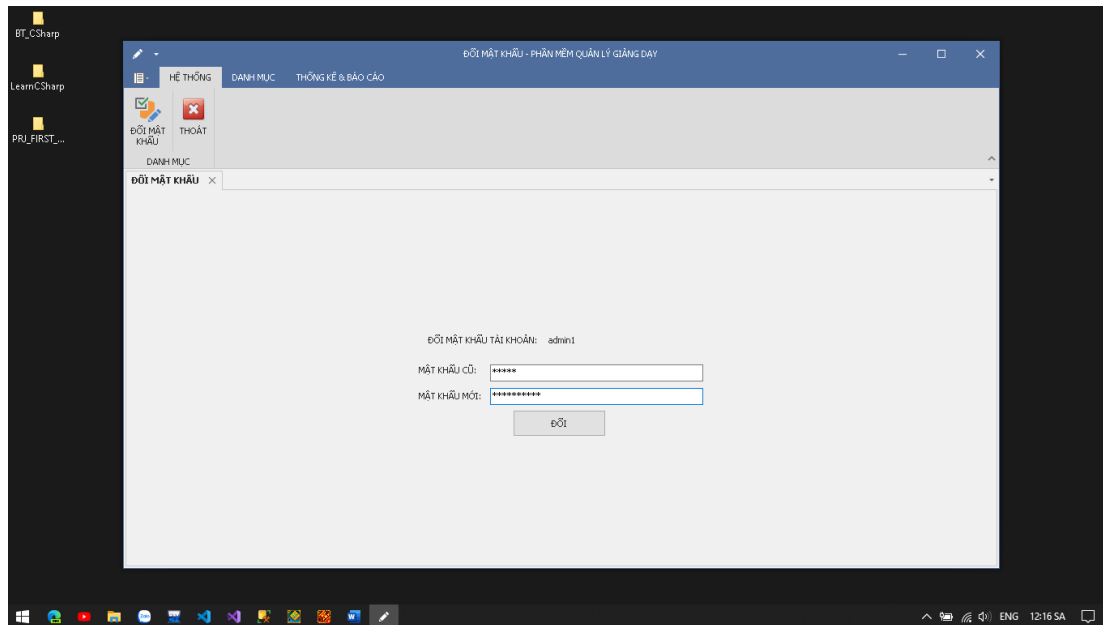 BT_CSharp
LearnCSharp
PRJ_FIRST_...
ĐỔI MẬT KHẨU - PHẦN MỀM QUẢN LÝ GIẢNG DAY
HỆ THỐNG DANH MỤC THỐNG KÊ & BÁO CÁO
ĐỔI MẬT KHẨU
THOÁT
DANH MỤC
ĐỔI MẬT KHẨU
ĐỔI MẬT KHẨU TÀI KHOẢN: admin1
MẬT KHẨU CŨ: *****
MẬT KHẨU MỚI: **********
ĐỔI
ENG 12:16 SA